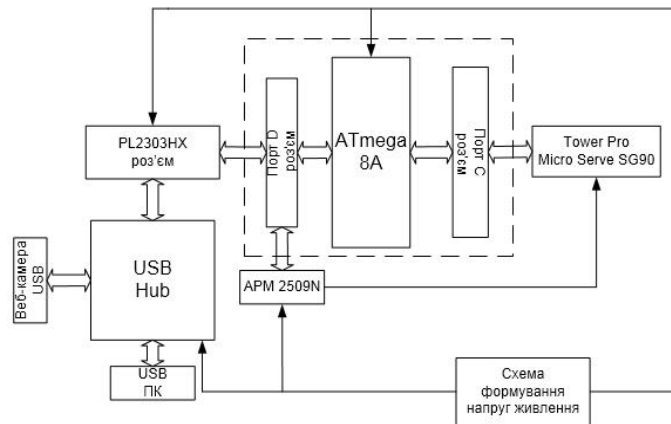 PL2303HX
роз'єм
Порт D
роз'єм
ATmega
8A
Порт C
роз'єм
Tower Pro
Micro Serve SG90
Веб-камера
USB
USB
Hub
APM 2509N
USB
ПК
Схема
формування
напруг живлення